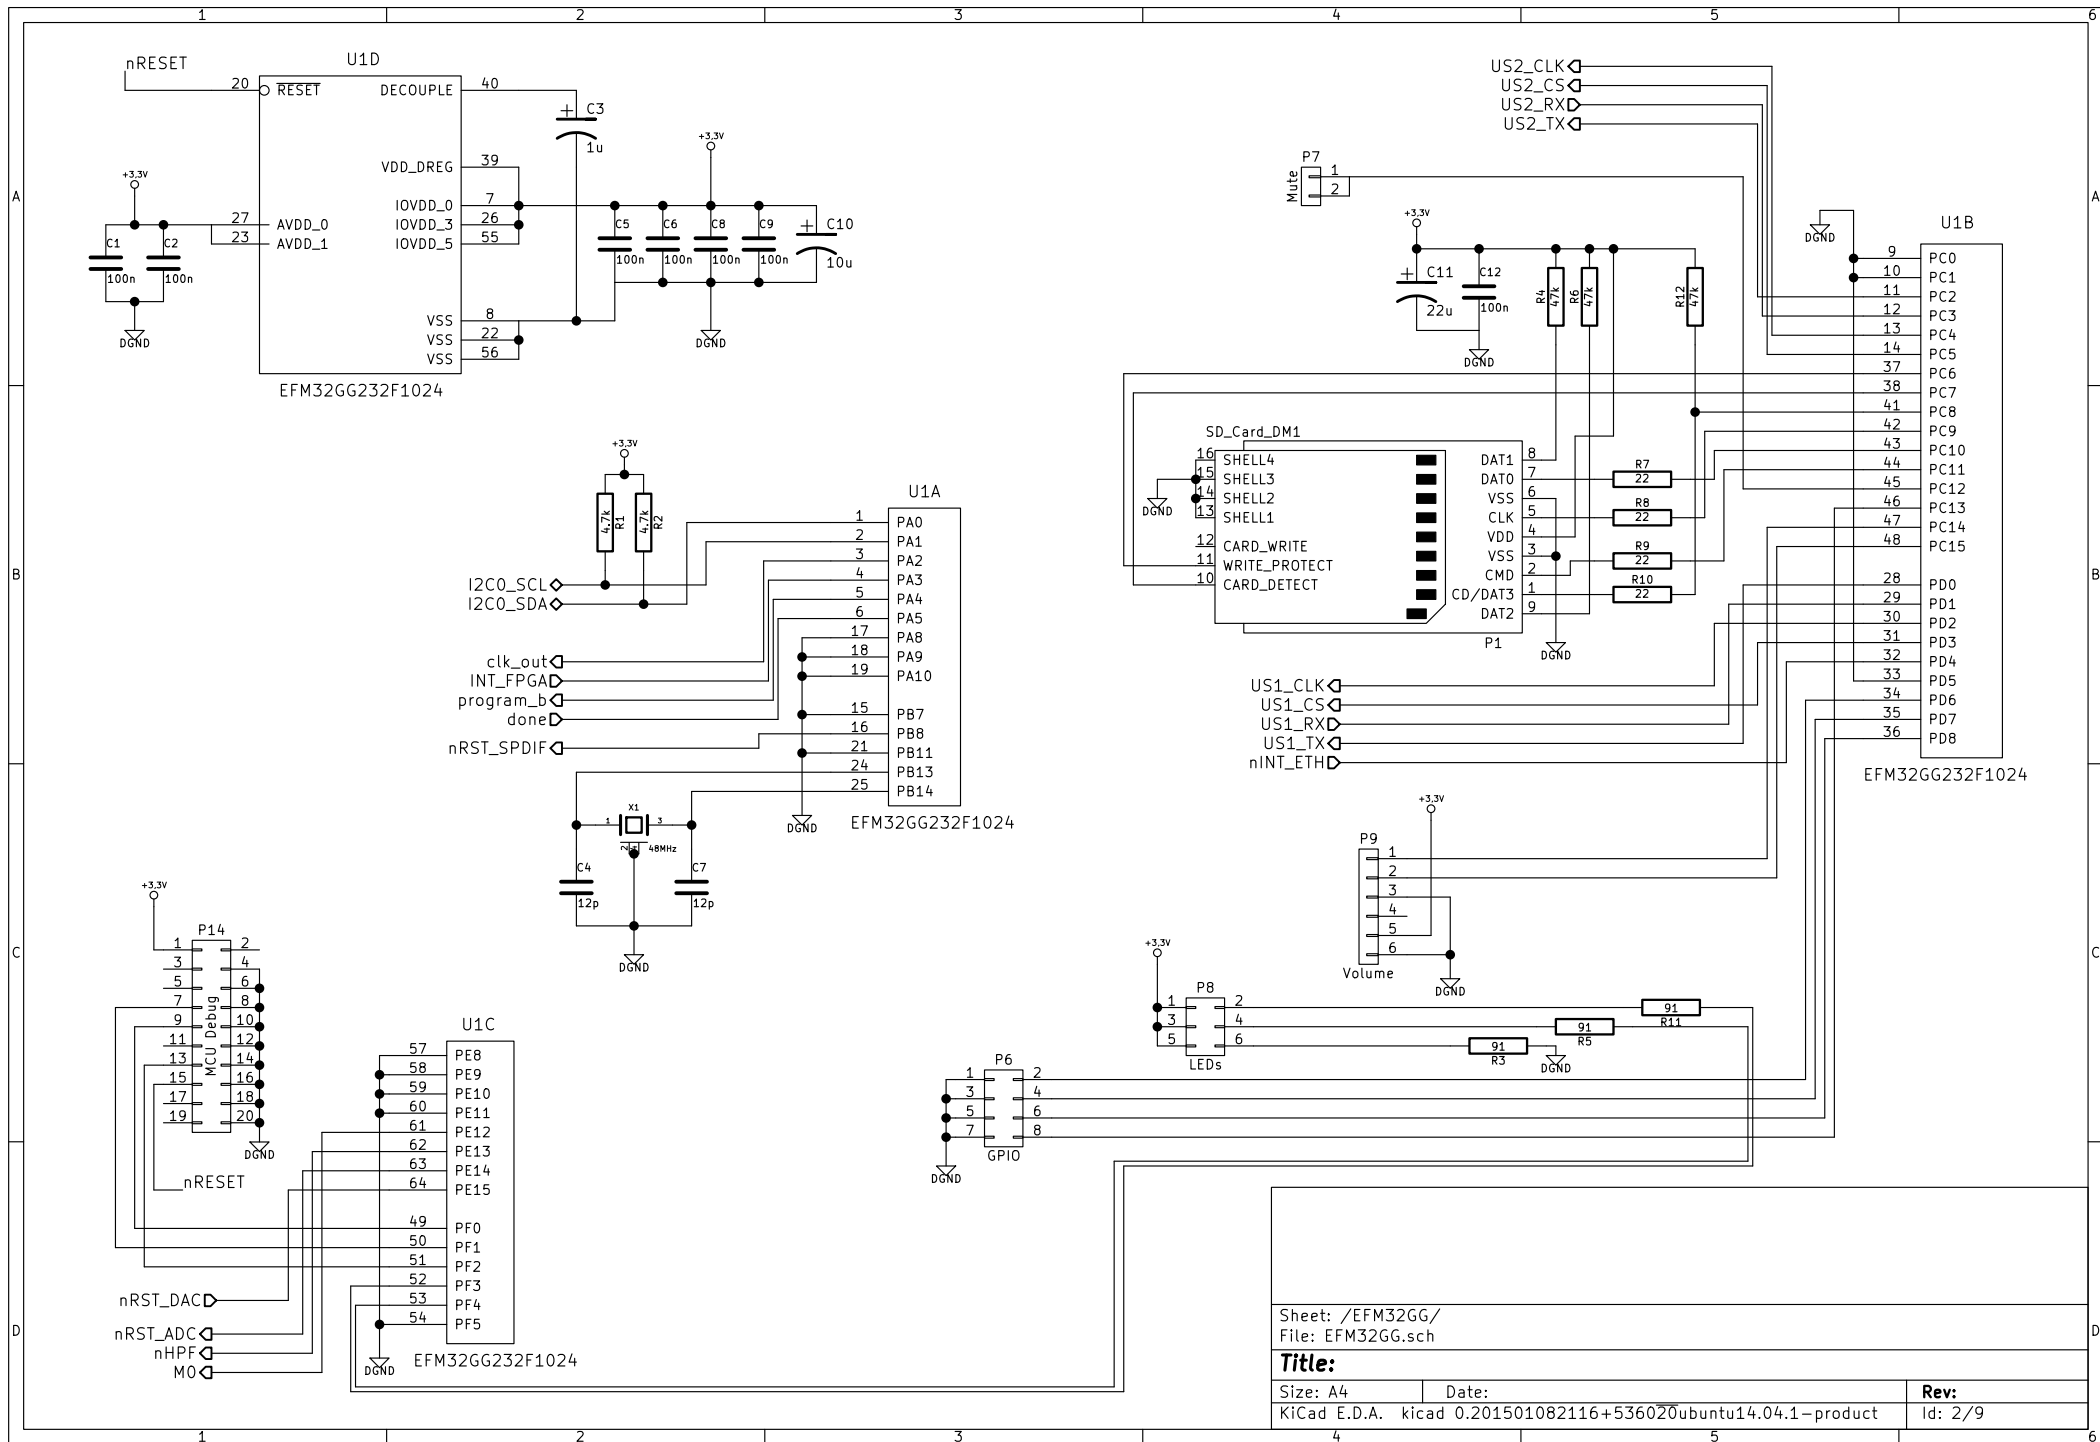 1 2 3 4 5 6
A
B
C
D
nRESET
U1D
20 RESET
DECOUPLE 40
VDD_DREG 39
IOVDD_0 7
27 AVDD_0
IOVDD_3 26
23 AVDD_1
IOVDD_5 55
VSS 8
VSS 22
VSS 56
EFM32GG232F1024
+3,3V
C1
100n
C2
100n
DGND
+ C3
1u
+3,3V
C5
100n
C6
100n
C8
100n
C9
100n
+ C10
10u
DGND
US2_CLK
US2_CS
US2_RX
US2_TX
P7
Mute
1
2
+3,3V
+ C11
22u
C12
100n
DGND
R4
47k
R6
47k
R12
47k
DGND
U1B
9 PC0
10 PC1
11 PC2
12 PC3
13 PC4
14 PC5
37 PC6
38 PC7
41 PC8
42 PC9
43 PC10
44 PC11
45 PC12
46 PC13
47 PC14
48 PC15
28 PD0
29 PD1
30 PD2
31 PD3
32 PD4
33 PD5
34 PD6
35 PD7
36 PD8
EFM32GG232F1024
SD_Card_DM1
16 SHELL4
15 SHELL3
14 SHELL2
13 SHELL1
12 CARD_WRITE
11 WRITE_PROTECT
10 CARD_DETECT
DAT1 8
DAT0 7
VSS 6
CLK 5
VDD 4
VSS 3
CMD 2
CD/DAT3 1
DAT2 9
P1
DGND
DGND
R7
22
R8
22
R9
22
R10
22
US1_CLK
US1_CS
US1_RX
US1_TX
nINT_ETH
+3,3V
4.7k
R1
4.7k
R2
I2C0_SCL
I2C0_SDA
clk_out
INT_FPGA
program_b
done
nRST_SPDIF
U1A
1 PA0
2 PA1
3 PA2
4 PA3
5 PA4
6 PA5
17 PA8
18 PA9
19 PA10
15 PB7
16 PB8
21 PB11
24 PB13
25 PB14
EFM32GG232F1024
DGND
X1
1 3
2
48MHz
C4
12p
C7
12p
DGND
+3,3V
P14
MCU Debug
1 2
3 4
5 6
7 8
9 10
11 12
13 14
15 16
17 18
19 20
DGND
nRESET
U1C
57 PE8
58 PE9
59 PE10
60 PE11
61 PE12
62 PE13
63 PE14
64 PE15
49 PF0
50 PF1
51 PF2
52 PF3
53 PF4
54 PF5
EFM32GG232F1024
DGND
nRST_DAC
nRST_ADC
nHPF
M0
+3,3V
P9
1
2
3
4
5
6
Volume
DGND
+3,3V
P8
1 2
3 4
5 6
LEDs
91
R11
91
R5
91
R3
DGND
P6
1 2
3 4
5 6
7 8
GPIO
DGND
Sheet: /EFM32GG/
File: EFM32GG.sch
Title:
Size: A4 Date: Rev:
KiCad E.D.A. kicad 0.201501082116+536020ubuntu14.04.1-product Id: 2/9
A
B
C
D
1 2 3 4 5 6